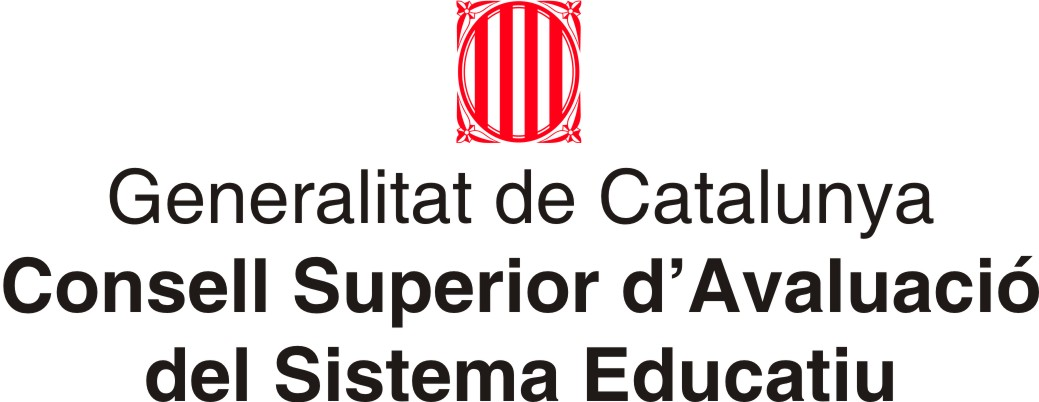 Generalitat de Catalunya
Consell Superior d’Avaluació
del Sistema Educatiu